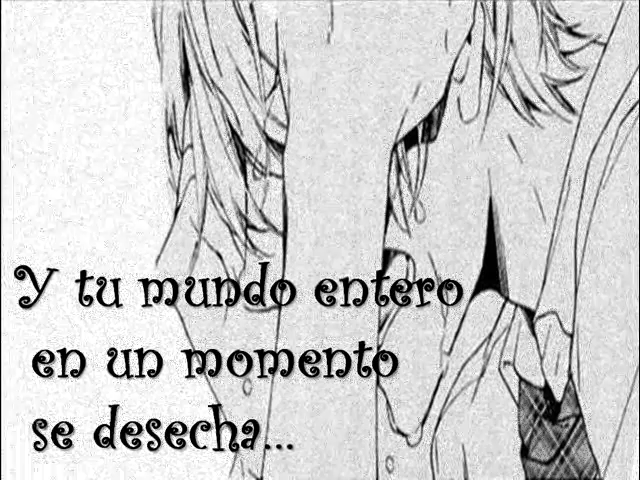 Y tu mundo entero
en un momento
se desecha...